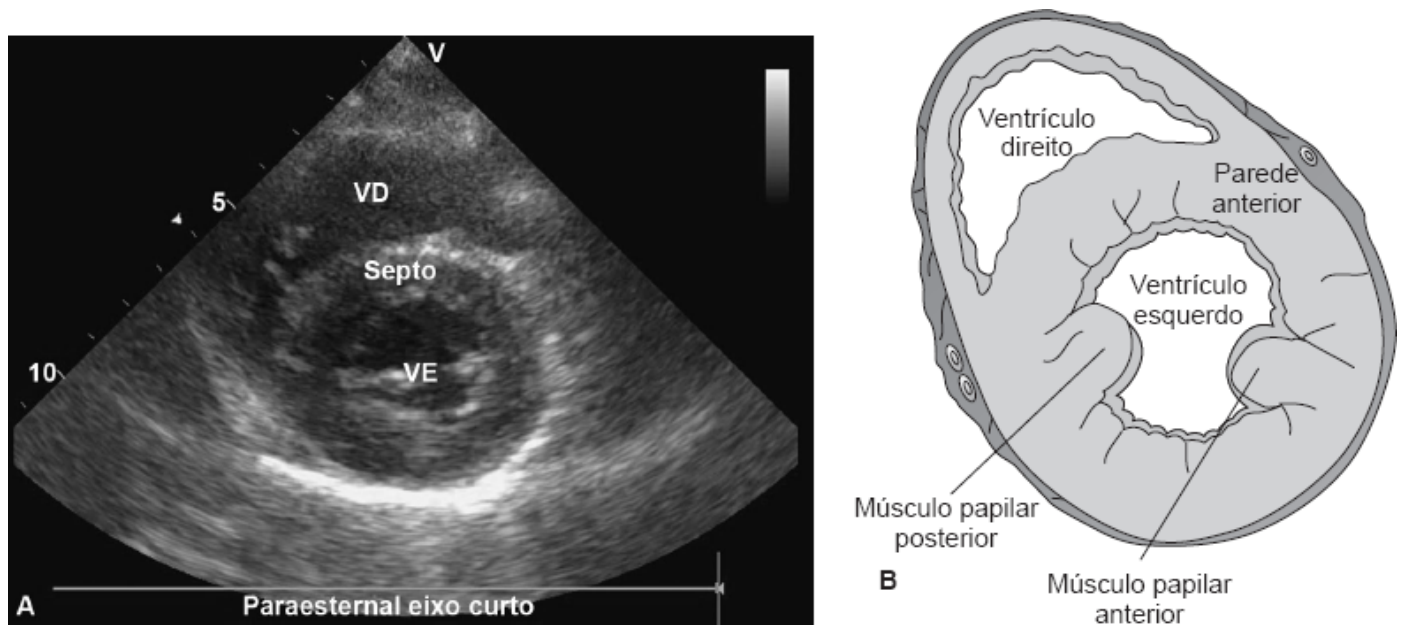 V
VD
5
Septo
VE
10
A
Paraesternal eixo curto
Ventrículo
direito
Parede
anterior
Ventrículo
esquerdo
Músculo papilar
posterior
B
Músculo papilar
anterior